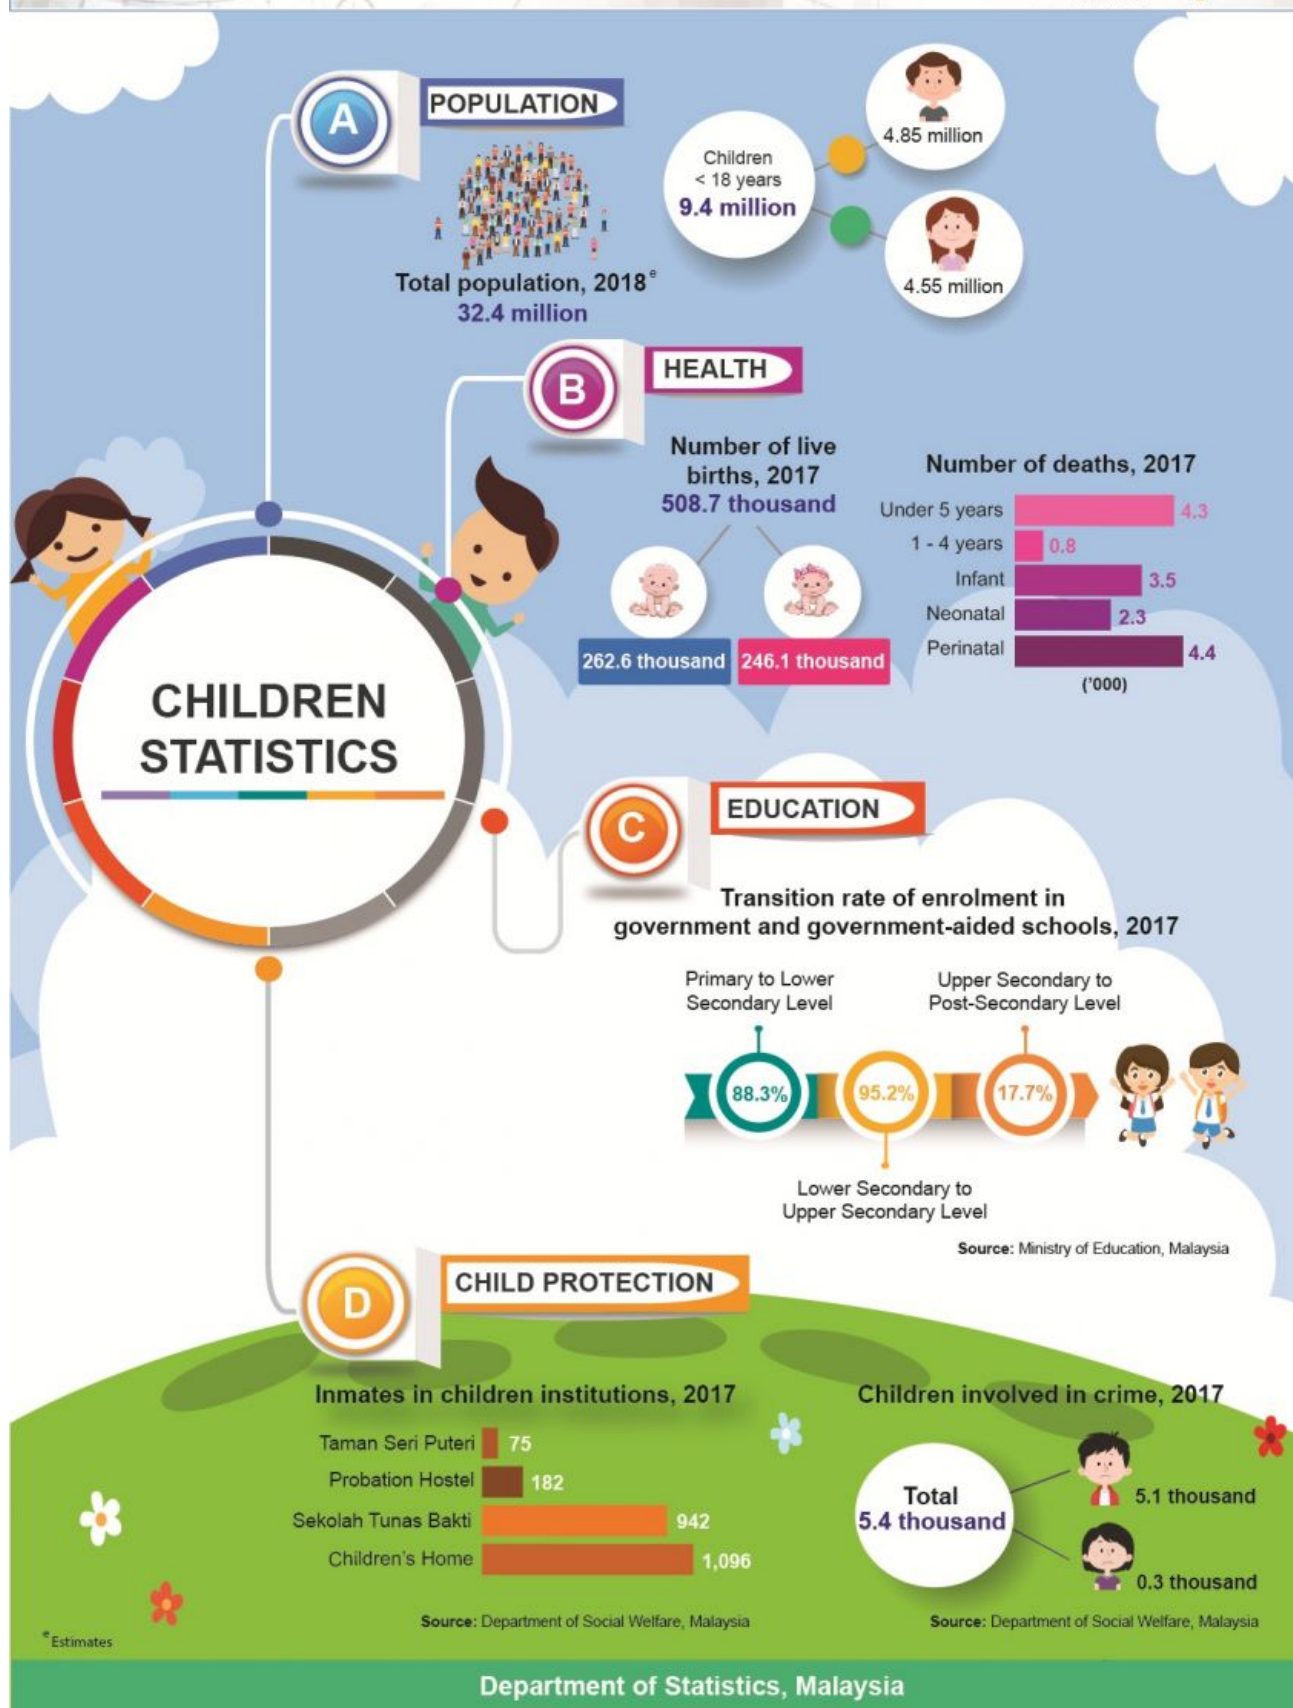 A
POPULATION
Total population, 2018ᵉ
32.4 million
Children
< 18 years
9.4 million
4.85 million
4.55 million
B
HEALTH
Number of live
births, 2017
508.7 thousand
262.6 thousand
246.1 thousand
Number of deaths, 2017
Under 5 years 4.3
1 - 4 years 0.8
Infant 3.5
Neonatal 2.3
Perinatal 4.4
('000)
CHILDREN
STATISTICS
C
EDUCATION
Transition rate of enrolment in
government and government-aided schools, 2017
Primary to Lower
Secondary Level
Upper Secondary to
Post-Secondary Level
88.3%
95.2%
17.7%
Lower Secondary to
Upper Secondary Level
Source: Ministry of Education, Malaysia
D
CHILD PROTECTION
Inmates in children institutions, 2017
Taman Seri Puteri 75
Probation Hostel 182
Sekolah Tunas Bakti 942
Children's Home 1,096
Source: Department of Social Welfare, Malaysia
Children involved in crime, 2017
Total
5.4 thousand
5.1 thousand
0.3 thousand
Source: Department of Social Welfare, Malaysia
ᵉ Estimates
Department of Statistics, Malaysia